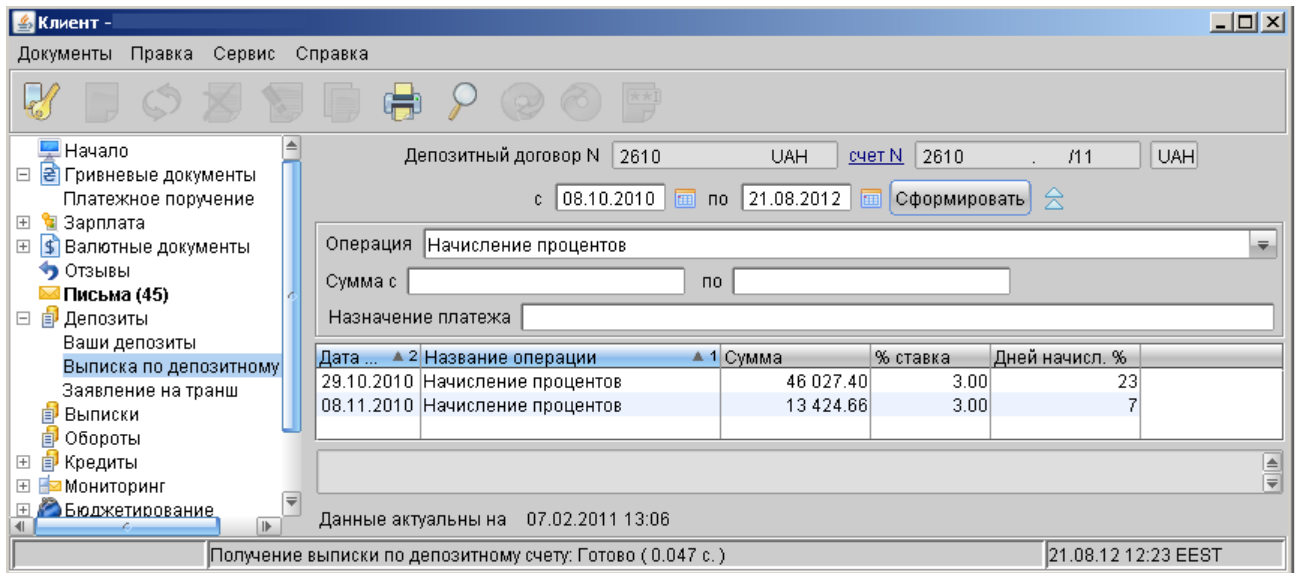 Клиент -
Документы Правка Сервис Справка
Начало
Гривневые документы
Платежное поручение
Зарплата
Валютные документы
Отзывы
Письма (45)
Депозиты
Ваши депозиты
Выписка по депозитному
Заявление на транш
Выписки
Обороты
Кредиты
Мониторинг
Бюджетирование
Депозитный договор N 2610 UAH счет N 2610 . /11 UAH
с 08.10.2010 по 21.08.2012 Сформировать
Операция Начисление процентов
Сумма с по
Назначение платежа
Дата ... 2 Название операции 1 Сумма % ставка Дней начисл. %
29.10.2010 Начисление процентов 46 027.40 3.00 23
08.11.2010 Начисление процентов 13 424.66 3.00 7
Данные актуальны на 07.02.2011 13:06
Получение выписки по депозитному счету: Готово ( 0.047 с. ) 21.08.12 12:23 EEST